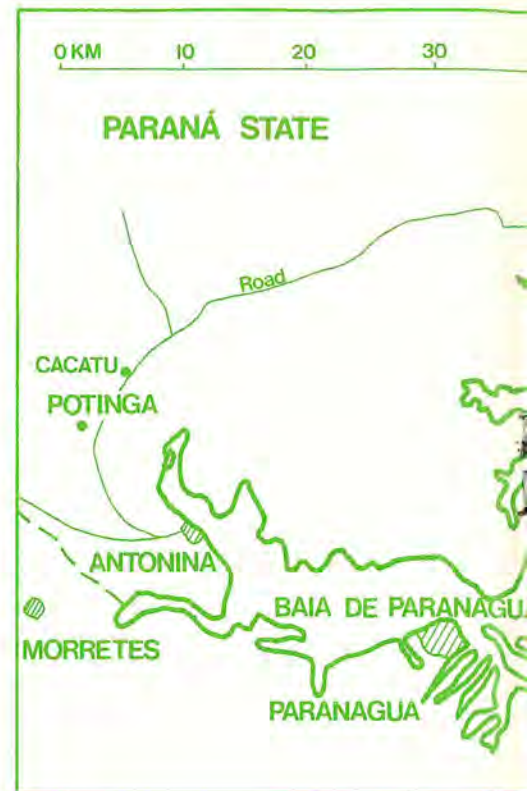 0 KM 10 20 30
PARANÁ STATE
Road
CACATU
POTINGA
ANTONINA
BAIA DE PARANAGU
MORRETES
PARANAGUA